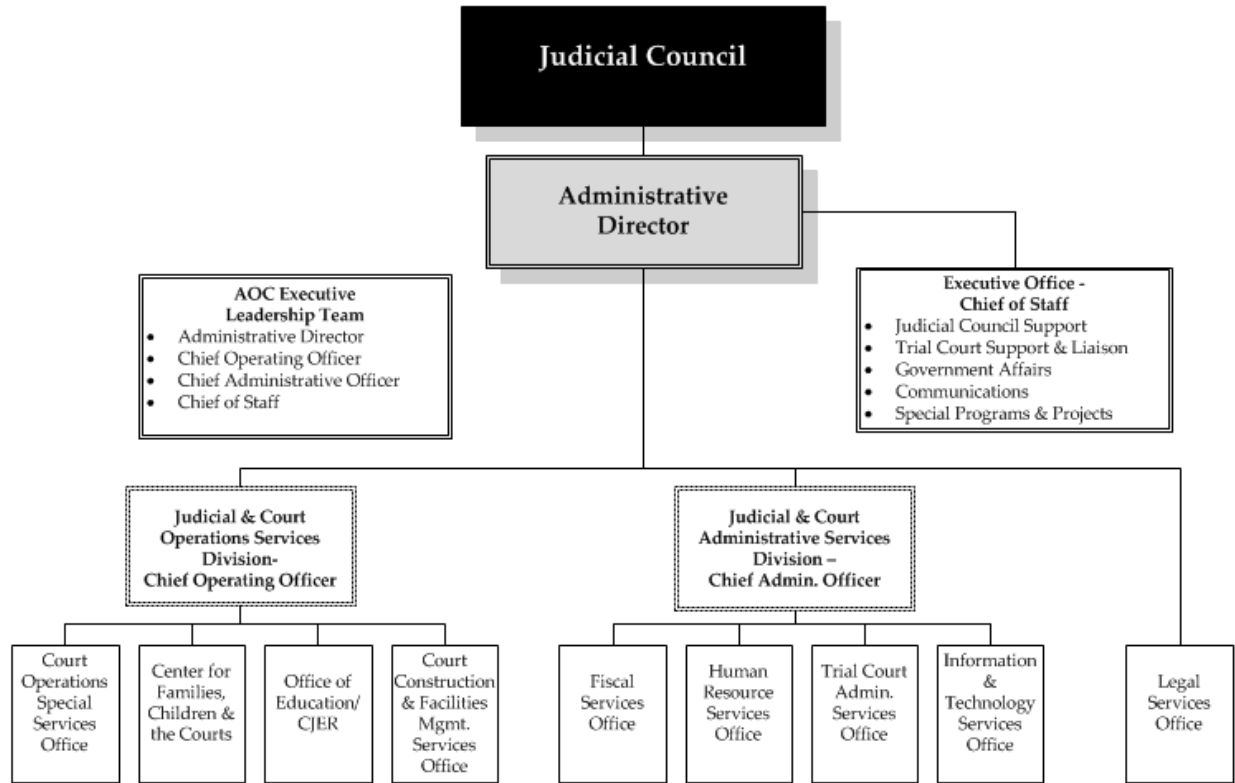 Judicial Council
Administrative
Director
AOC Executive
Leadership Team
• Administrative Director
• Chief Operating Officer
• Chief Administrative Officer
• Chief of Staff
Executive Office -
Chief of Staff
• Judicial Council Support
• Trial Court Support & Liaison
• Government Affairs
• Communications
• Special Programs & Projects
Judicial & Court
Operations Services
Division-
Chief Operating Officer
Judicial & Court
Administrative Services
Division –
Chief Admin. Officer
Court
Operations
Special
Services
Office
Center for
Families,
Children &
the Courts
Office of
Education/
CJER
Court
Construction
& Facilities
Mgmt.
Services
Office
Fiscal
Services
Office
Human
Resource
Services
Office
Trial Court
Admin.
Services
Office
Information
&
Technology
Services
Office
Legal
Services
Office